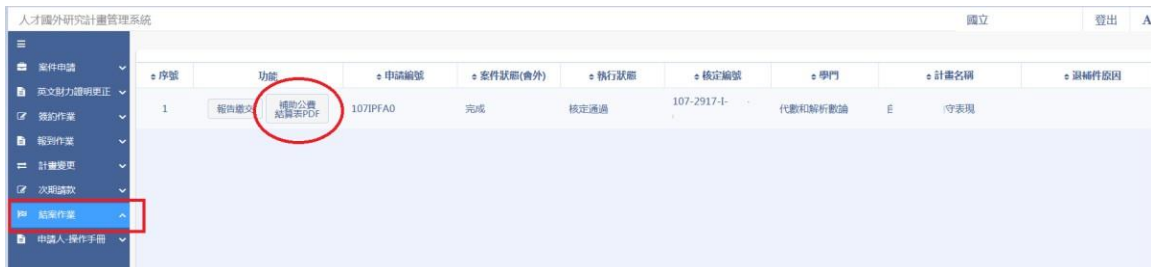 人才國外研究計畫管理系統 國立 登出 A
案件申請
英文財力證明更正
簽約作業
報到作業
計畫變更
次期請款
結案作業
申請人-操作手冊
序號 功能 申請編號 案件狀態(會外) 執行狀態 核定編號 學門 計畫名稱 退補件原因
1 報告繳交 補助公費 107IPFA0 完成 核定通過 107-2917-I- 代數和解析數論 守表現
結算表PDF